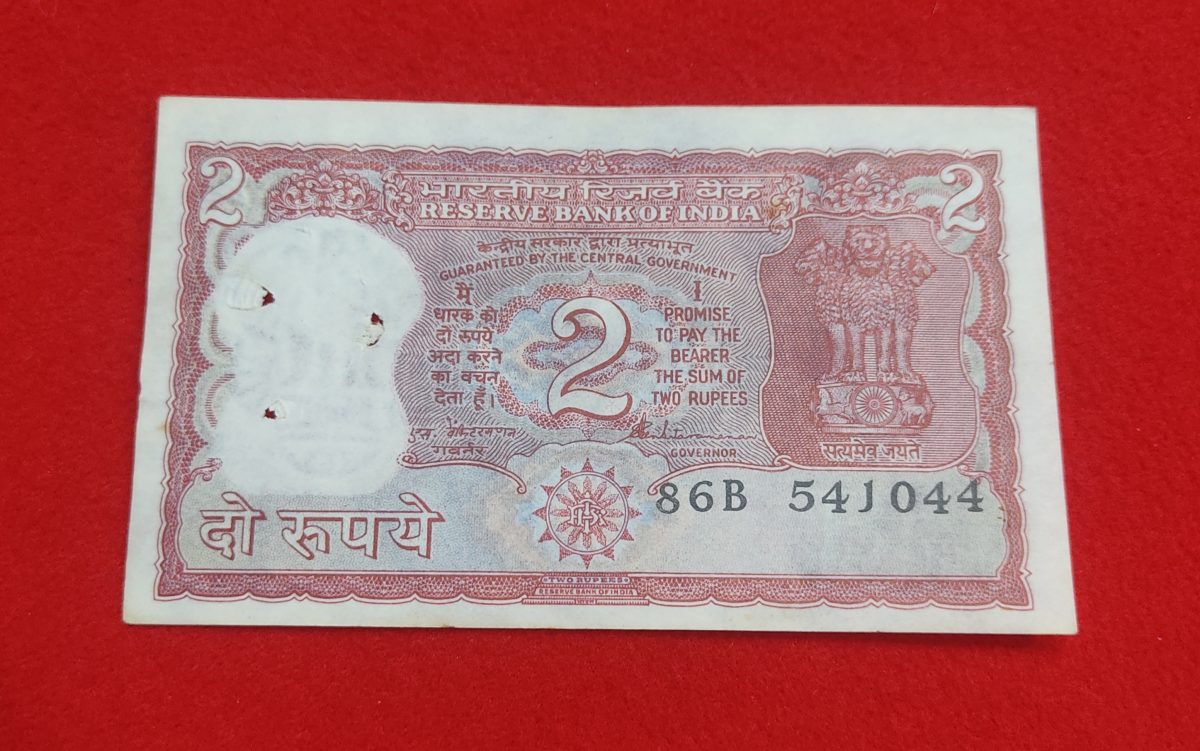 2 2
भारतीय रिज़र्व बैंक
RESERVE BANK OF INDIA
केन्द्रीय सरकार द्वारा प्रत्याभूत
GUARANTEED BY THE CENTRAL GOVERNMENT
मैं
धारक को
दो रुपये
अदा करने
का वचन
देता हूँ।
2
I
PROMISE
TO PAY THE
BEARER
THE SUM OF
TWO RUPEES
गवर्नर
GOVERNOR
सत्यमेव जयते
86B 541044
दो रुपये
TWO RUPEES
RESERVE BANK OF INDIA